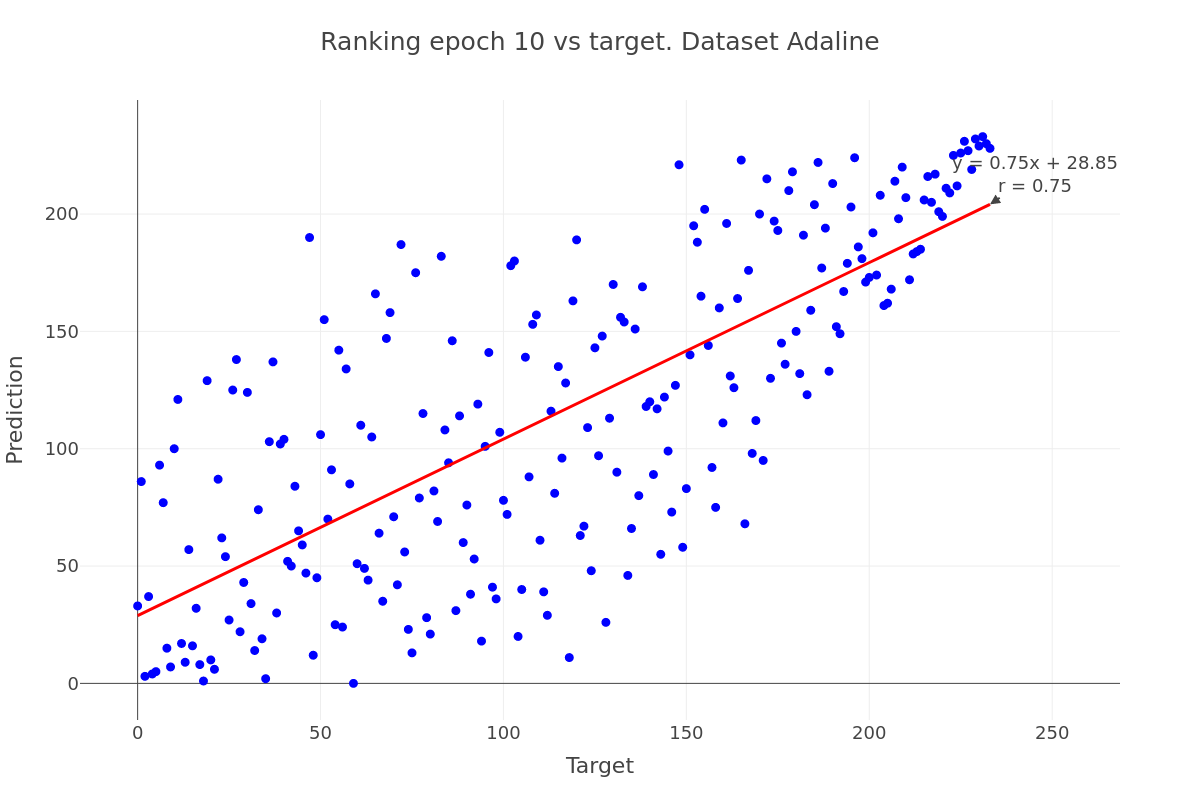 Ranking epoch 10 vs target. Dataset Adaline
y = 0.75x + 28.85
r = 0.75
200
150
100
50
0
Prediction
0
50
100
150
200
250
Target